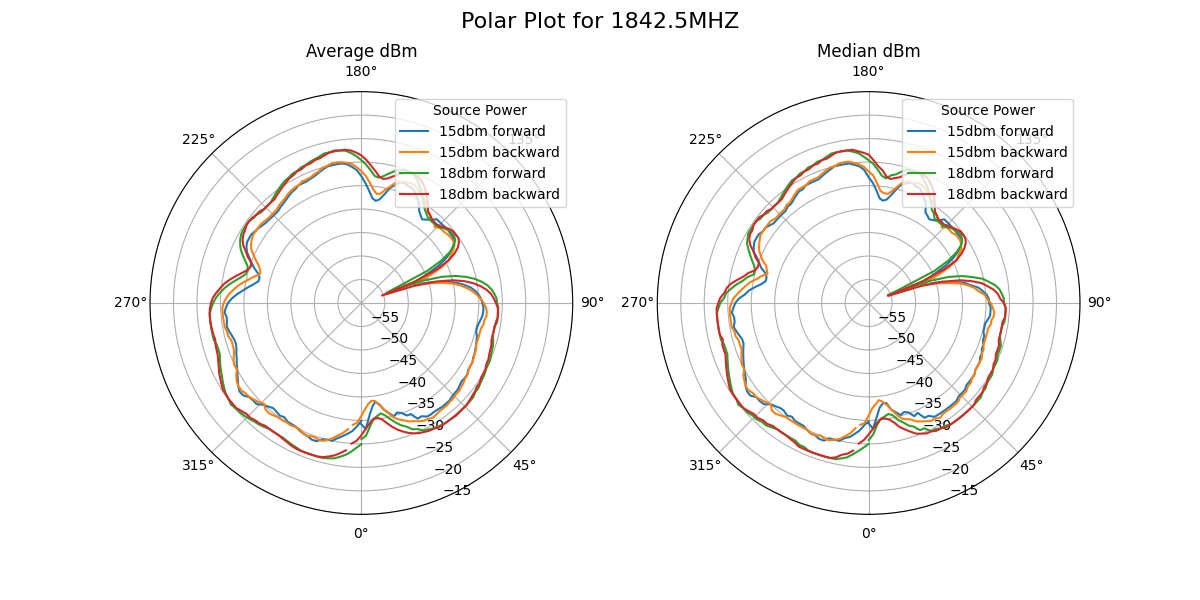 Polar Plot for 1842.5MHZ
Average dBm
180°
225°
135°
Source Power
15dbm forward
15dbm backward
18dbm forward
18dbm backward
270°
90°
−55
−50
−45
−40
−35
−30
−25
−20
−15
315°
45°
0°
Median dBm
180°
225°
135°
Source Power
15dbm forward
15dbm backward
18dbm forward
18dbm backward
270°
90°
−55
−50
−45
−40
−35
−30
−25
−20
−15
315°
45°
0°